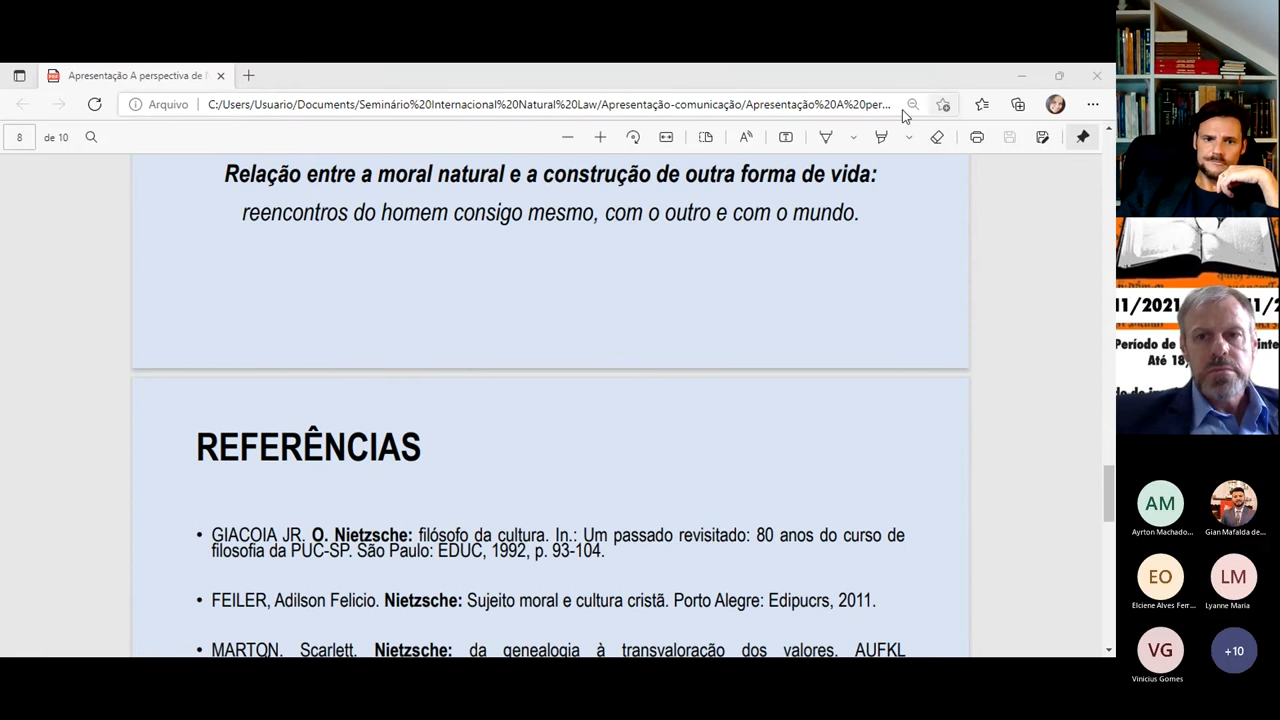 Apresentação A perspectiva de
Arquivo
C:/Users/Usuario/Documents/Seminário%20Internacional%20Natural%20Law/Apresentação-comunicação/Apresentação%20A%20per...
8 de 10
Relação entre a moral natural e a construção de outra forma de vida:
reencontros do homem consigo mesmo, com o outro e com o mundo.
REFERÊNCIAS
• GIACOIA JR. O. Nietzsche: filósofo da cultura. In.: Um passado revisitado: 80 anos do curso de
filosofia da PUC-SP. São Paulo: EDUC, 1992, p. 93-104.
• FEILER, Adilson Felicio. Nietzsche: Sujeito moral e cultura cristã. Porto Alegre: Edipucrs, 2011.
• MARTON, Scarlett. Nietzsche: da genealogia à transvaloração dos valores. AUFKL
11/2021
Período de
Até 18
AM
Ayrton Machado...
Gian Mafalda de...
EO
Elciene Alves Ferr...
LM
Lyanne Maria
VG
Vinicius Gomes
+10